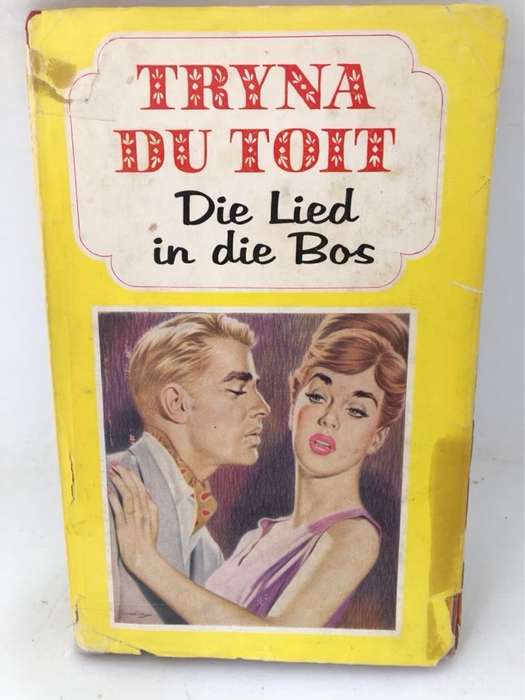 TRYNA
DU TOIT
Die Lied
in die Bos